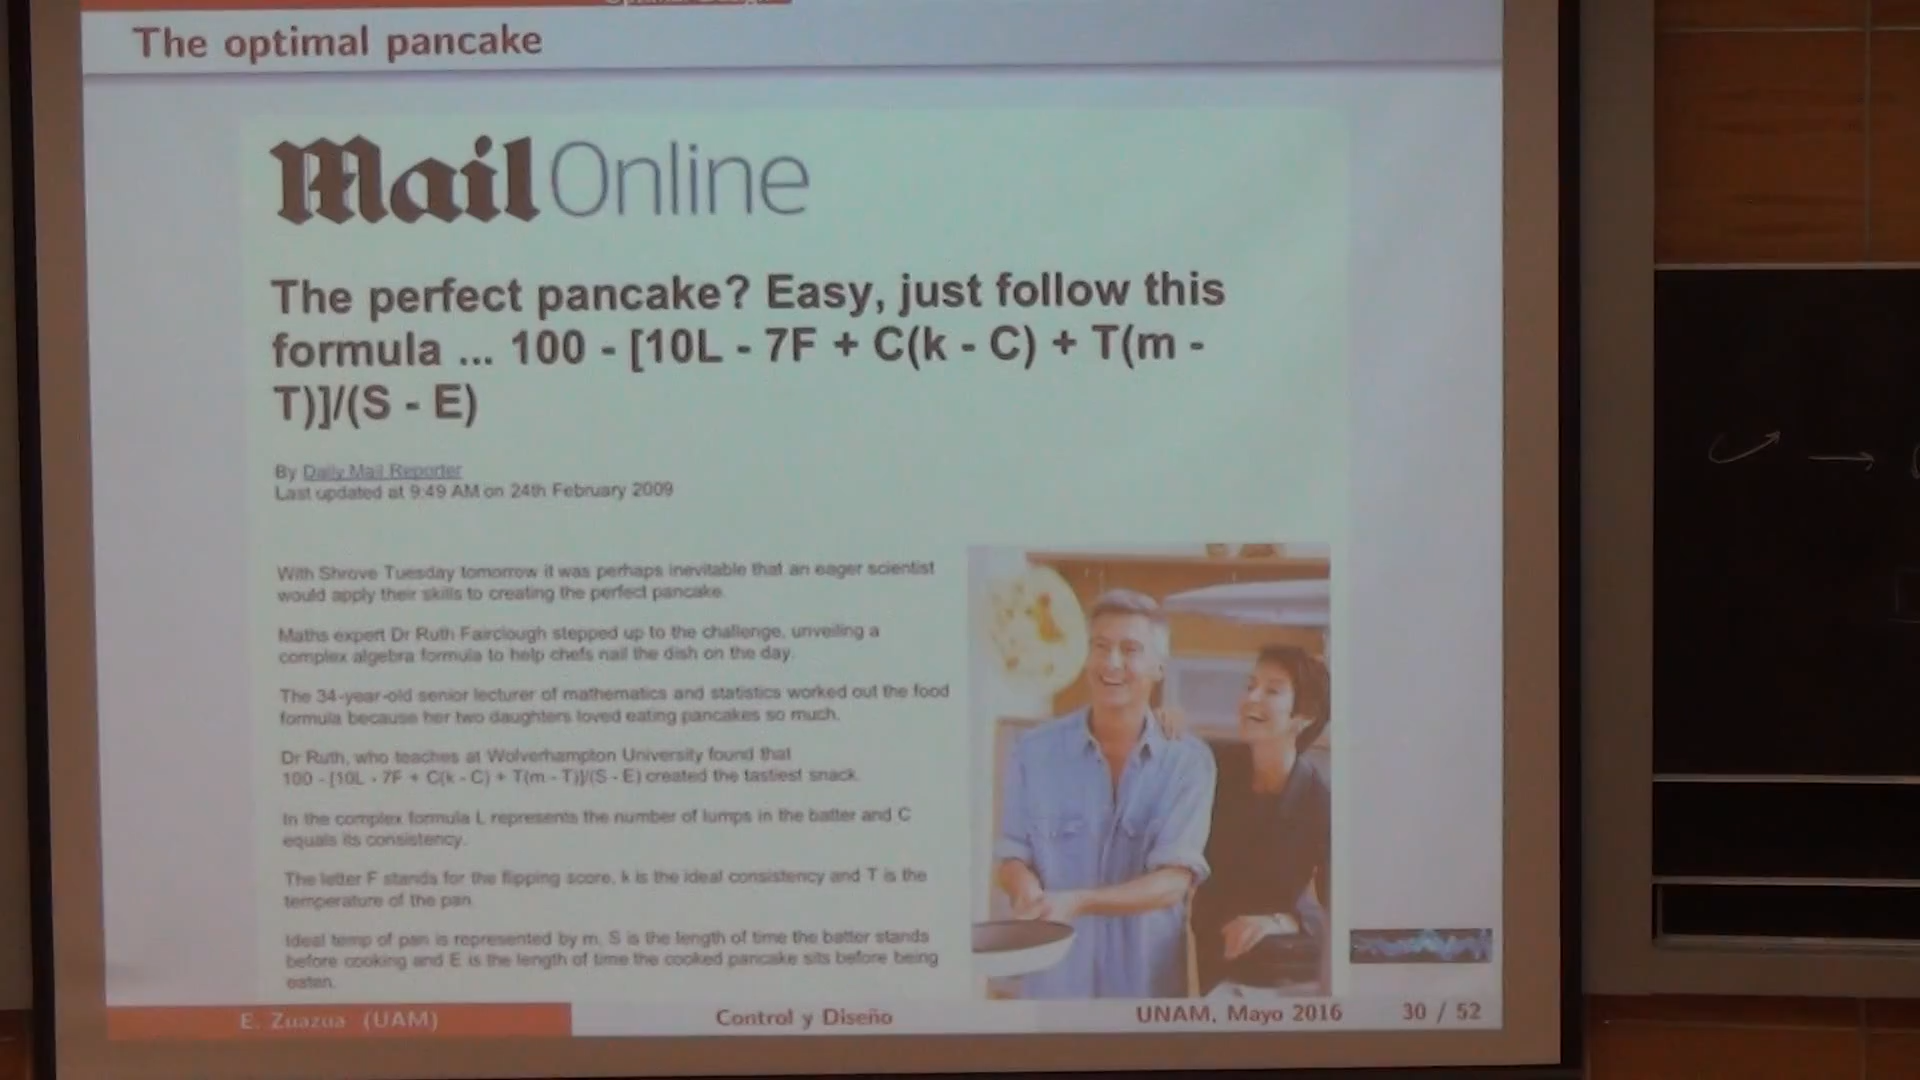 The optimal pancake
Mail Online
The perfect pancake? Easy, just follow this
formula ... 100 - [10L - 7F + C(k - C) + T(m -
T)]/(S - E)
By Daily Mail Reporter
Last updated at 9:49 AM on 24th February 2009
With Shrove Tuesday tomorrow it was perhaps inevitable that an eager scientist
would apply their skills to creating the perfect pancake.
Maths expert Dr Ruth Fairclough stepped up to the challenge, unveiling a
complex algebra formula to help chefs nail the dish on the day.
The 34-year-old senior lecturer of mathematics and statistics worked out the food
formula because her two daughters loved eating pancakes so much.
Dr Ruth, who teaches at Wolverhampton University found that
100 - [10L - 7F + C(k - C) + T(m - T)]/(S - E) created the tastiest snack.
In the complex formula L represents the number of lumps in the batter and C
equals its consistency.
The letter F stands for the flipping score, k is the ideal consistency and T is the
temperature of the pan.
Ideal temp of pan is represented by m, S is the length of time the batter stands
before cooking and E is the length of time the cooked pancake sits before being
eaten.
E. Zuazua (UAM)
Control y Diseño
UNAM, Mayo 2016
30 / 52